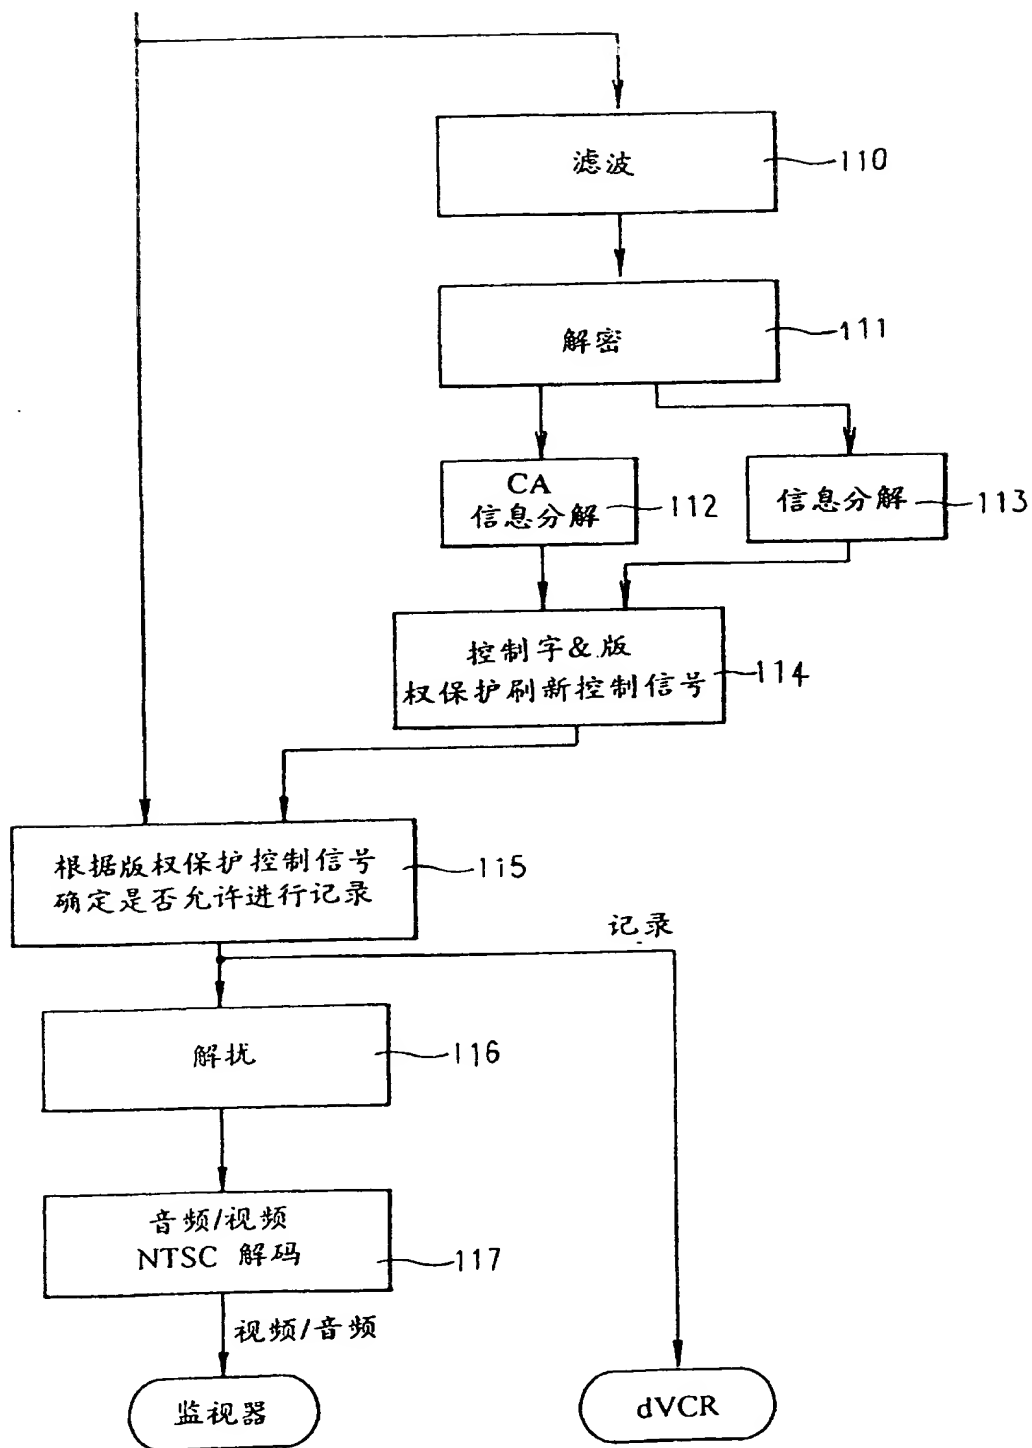 滤波
110
解密
111
CA
信息分解
112
信息分解
113
控制字&版
权保护刷新控制信号
114
根据版权保护控制信号
确定是否允许进行记录
115
记录
解扰
116
音频/视频
NTSC 解码
117
视频/音频
监视器
dVCR